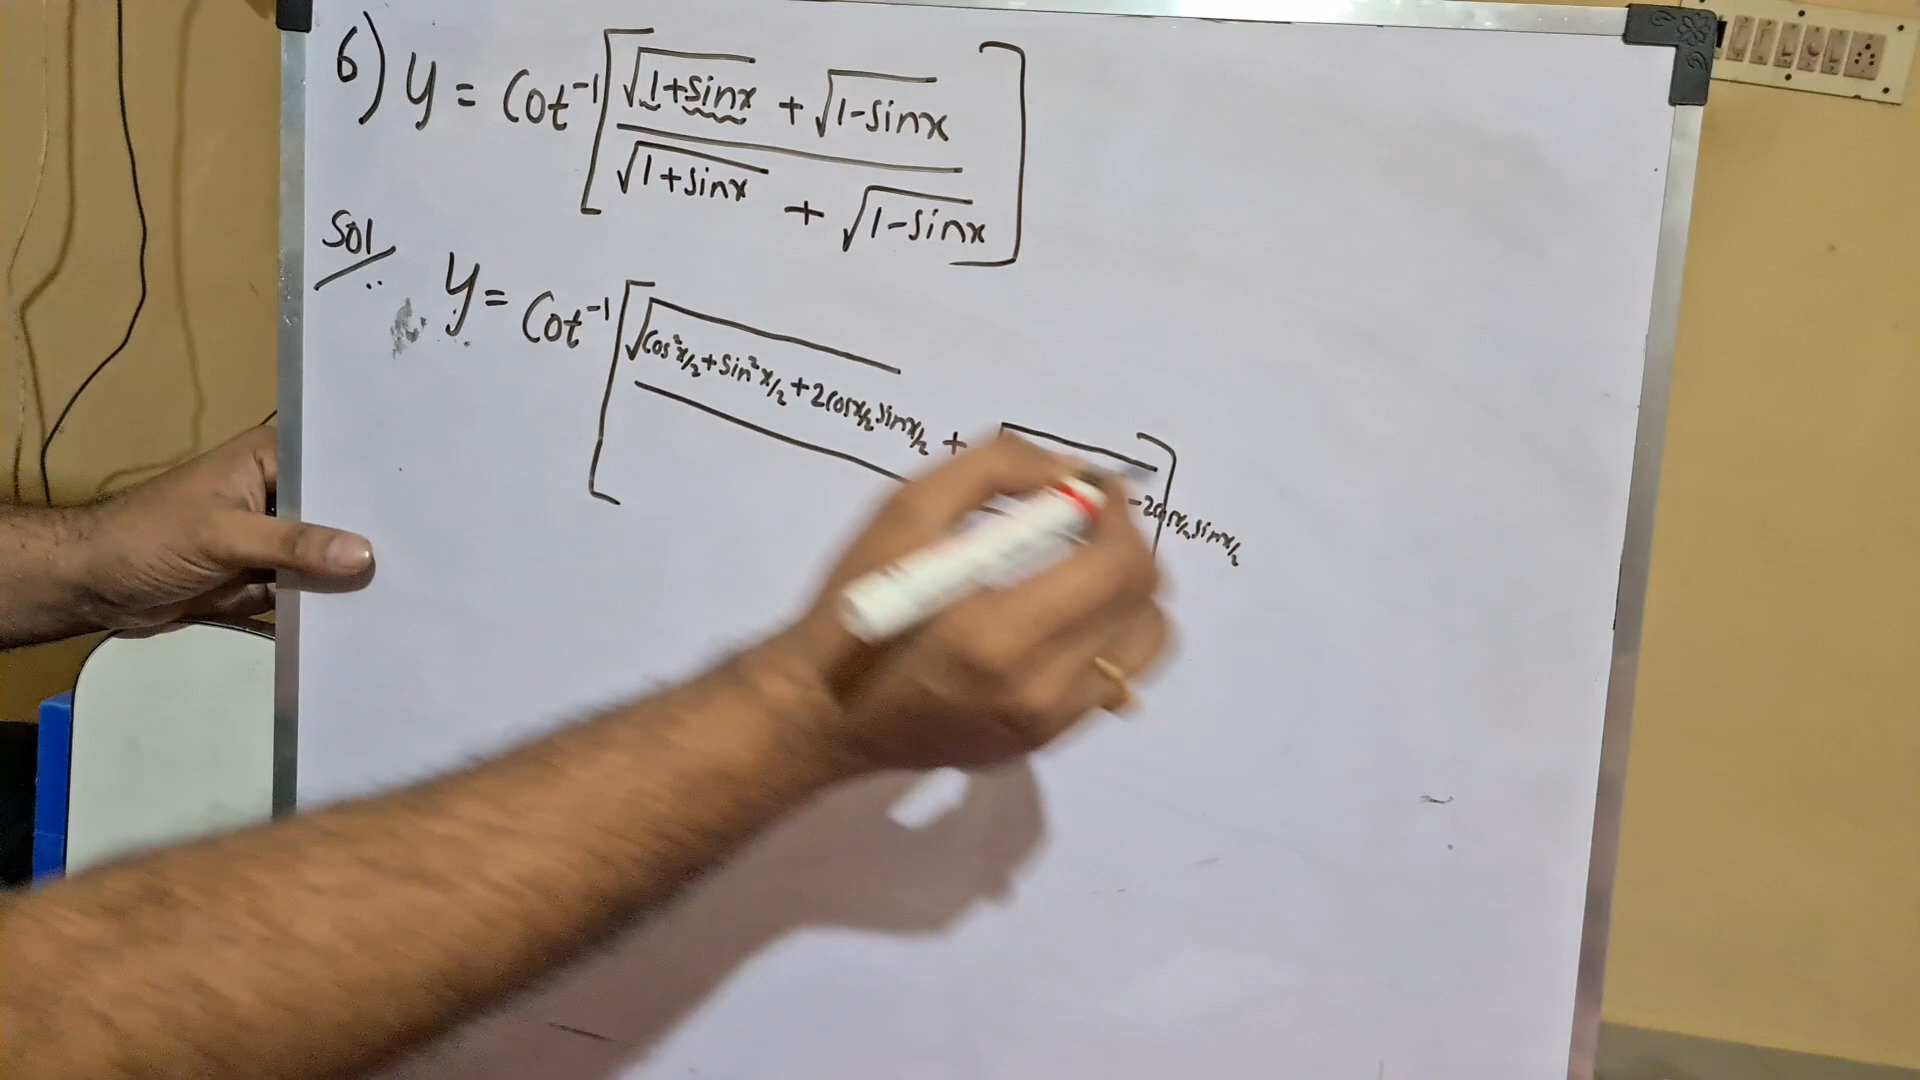 6) y = Cot⁻¹ [ √1+sinx + √1-sinx
√1+sinx + √1-sinx ]
Sol
y = Cot⁻¹ [ √Cos²x/2 + Sin²x/2 + 2Cosx/2 Sinx/2 + √ -2Cosx/2 Sinx/2 ]